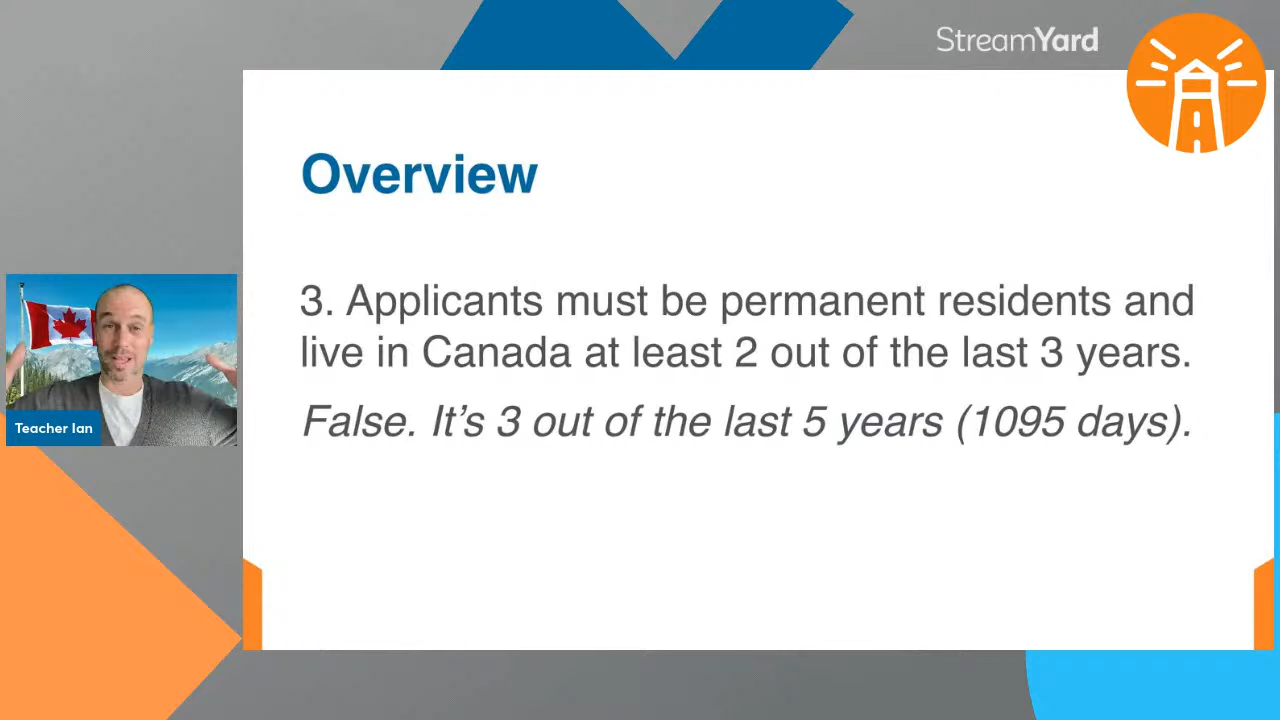 StreamYard
Overview
3. Applicants must be permanent residents and
live in Canada at least 2 out of the last 3 years.
False. It's 3 out of the last 5 years (1095 days).
Teacher Ian